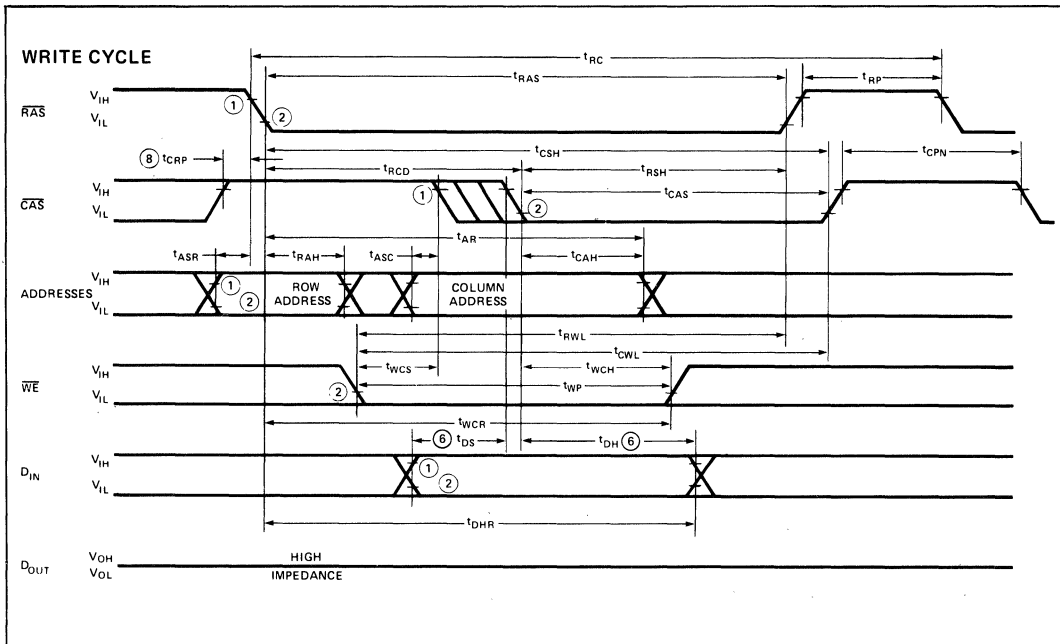 WRITE CYCLE
tRC
tRAS
tRP
RAS
VIH
VIL
1
2
8 tCRP
tCSH
tCPN
tRCD
tRSH
tCAS
CAS
VIH
VIL
1
2
tAR
tASR
tRAH
tASC
tCAH
ADDRESSES
VIH
VIL
1
2
ROW
ADDRESS
COLUMN
ADDRESS
tRWL
tCWL
tWCS
tWCH
WE
VIH
VIL
2
tWP
tWCR
6 tDS
tDH 6
DIN
VIH
VIL
1
2
tDHR
DOUT
VOH
VOL
HIGH
IMPEDANCE